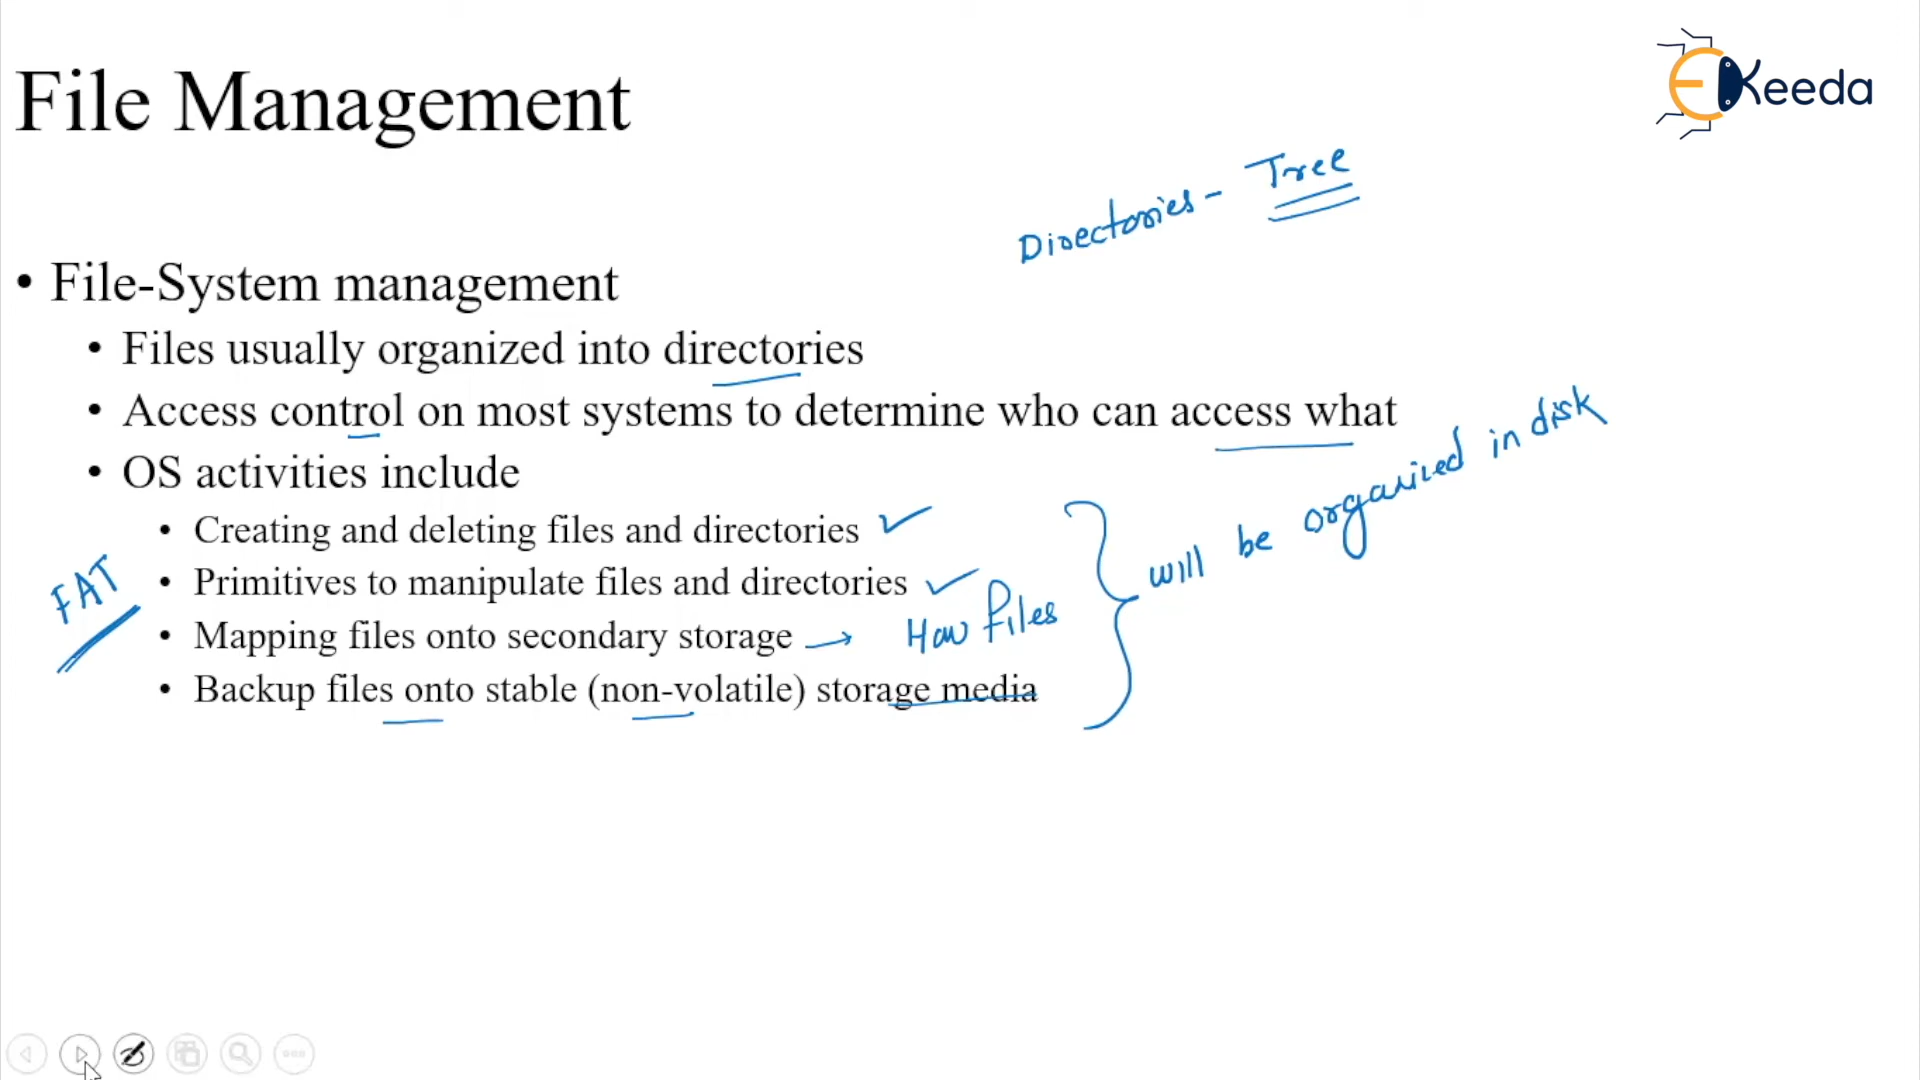 File Management
EKeeda
Directories - Tree
• File-System management
• Files usually organized into directories
• Access control on most systems to determine who can access what
• OS activities include
• Creating and deleting files and directories
• Primitives to manipulate files and directories
• Mapping files onto secondary storage → How files
• Backup files onto stable (non-volatile) storage media
FAT
will be organized in disk